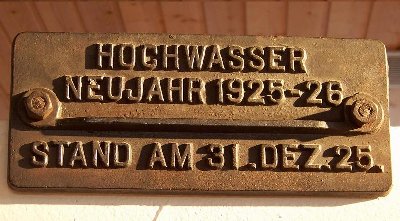 HOCHWASSER
NEUJAHR 1925-26
STAND AM 31. DEZ. 25.